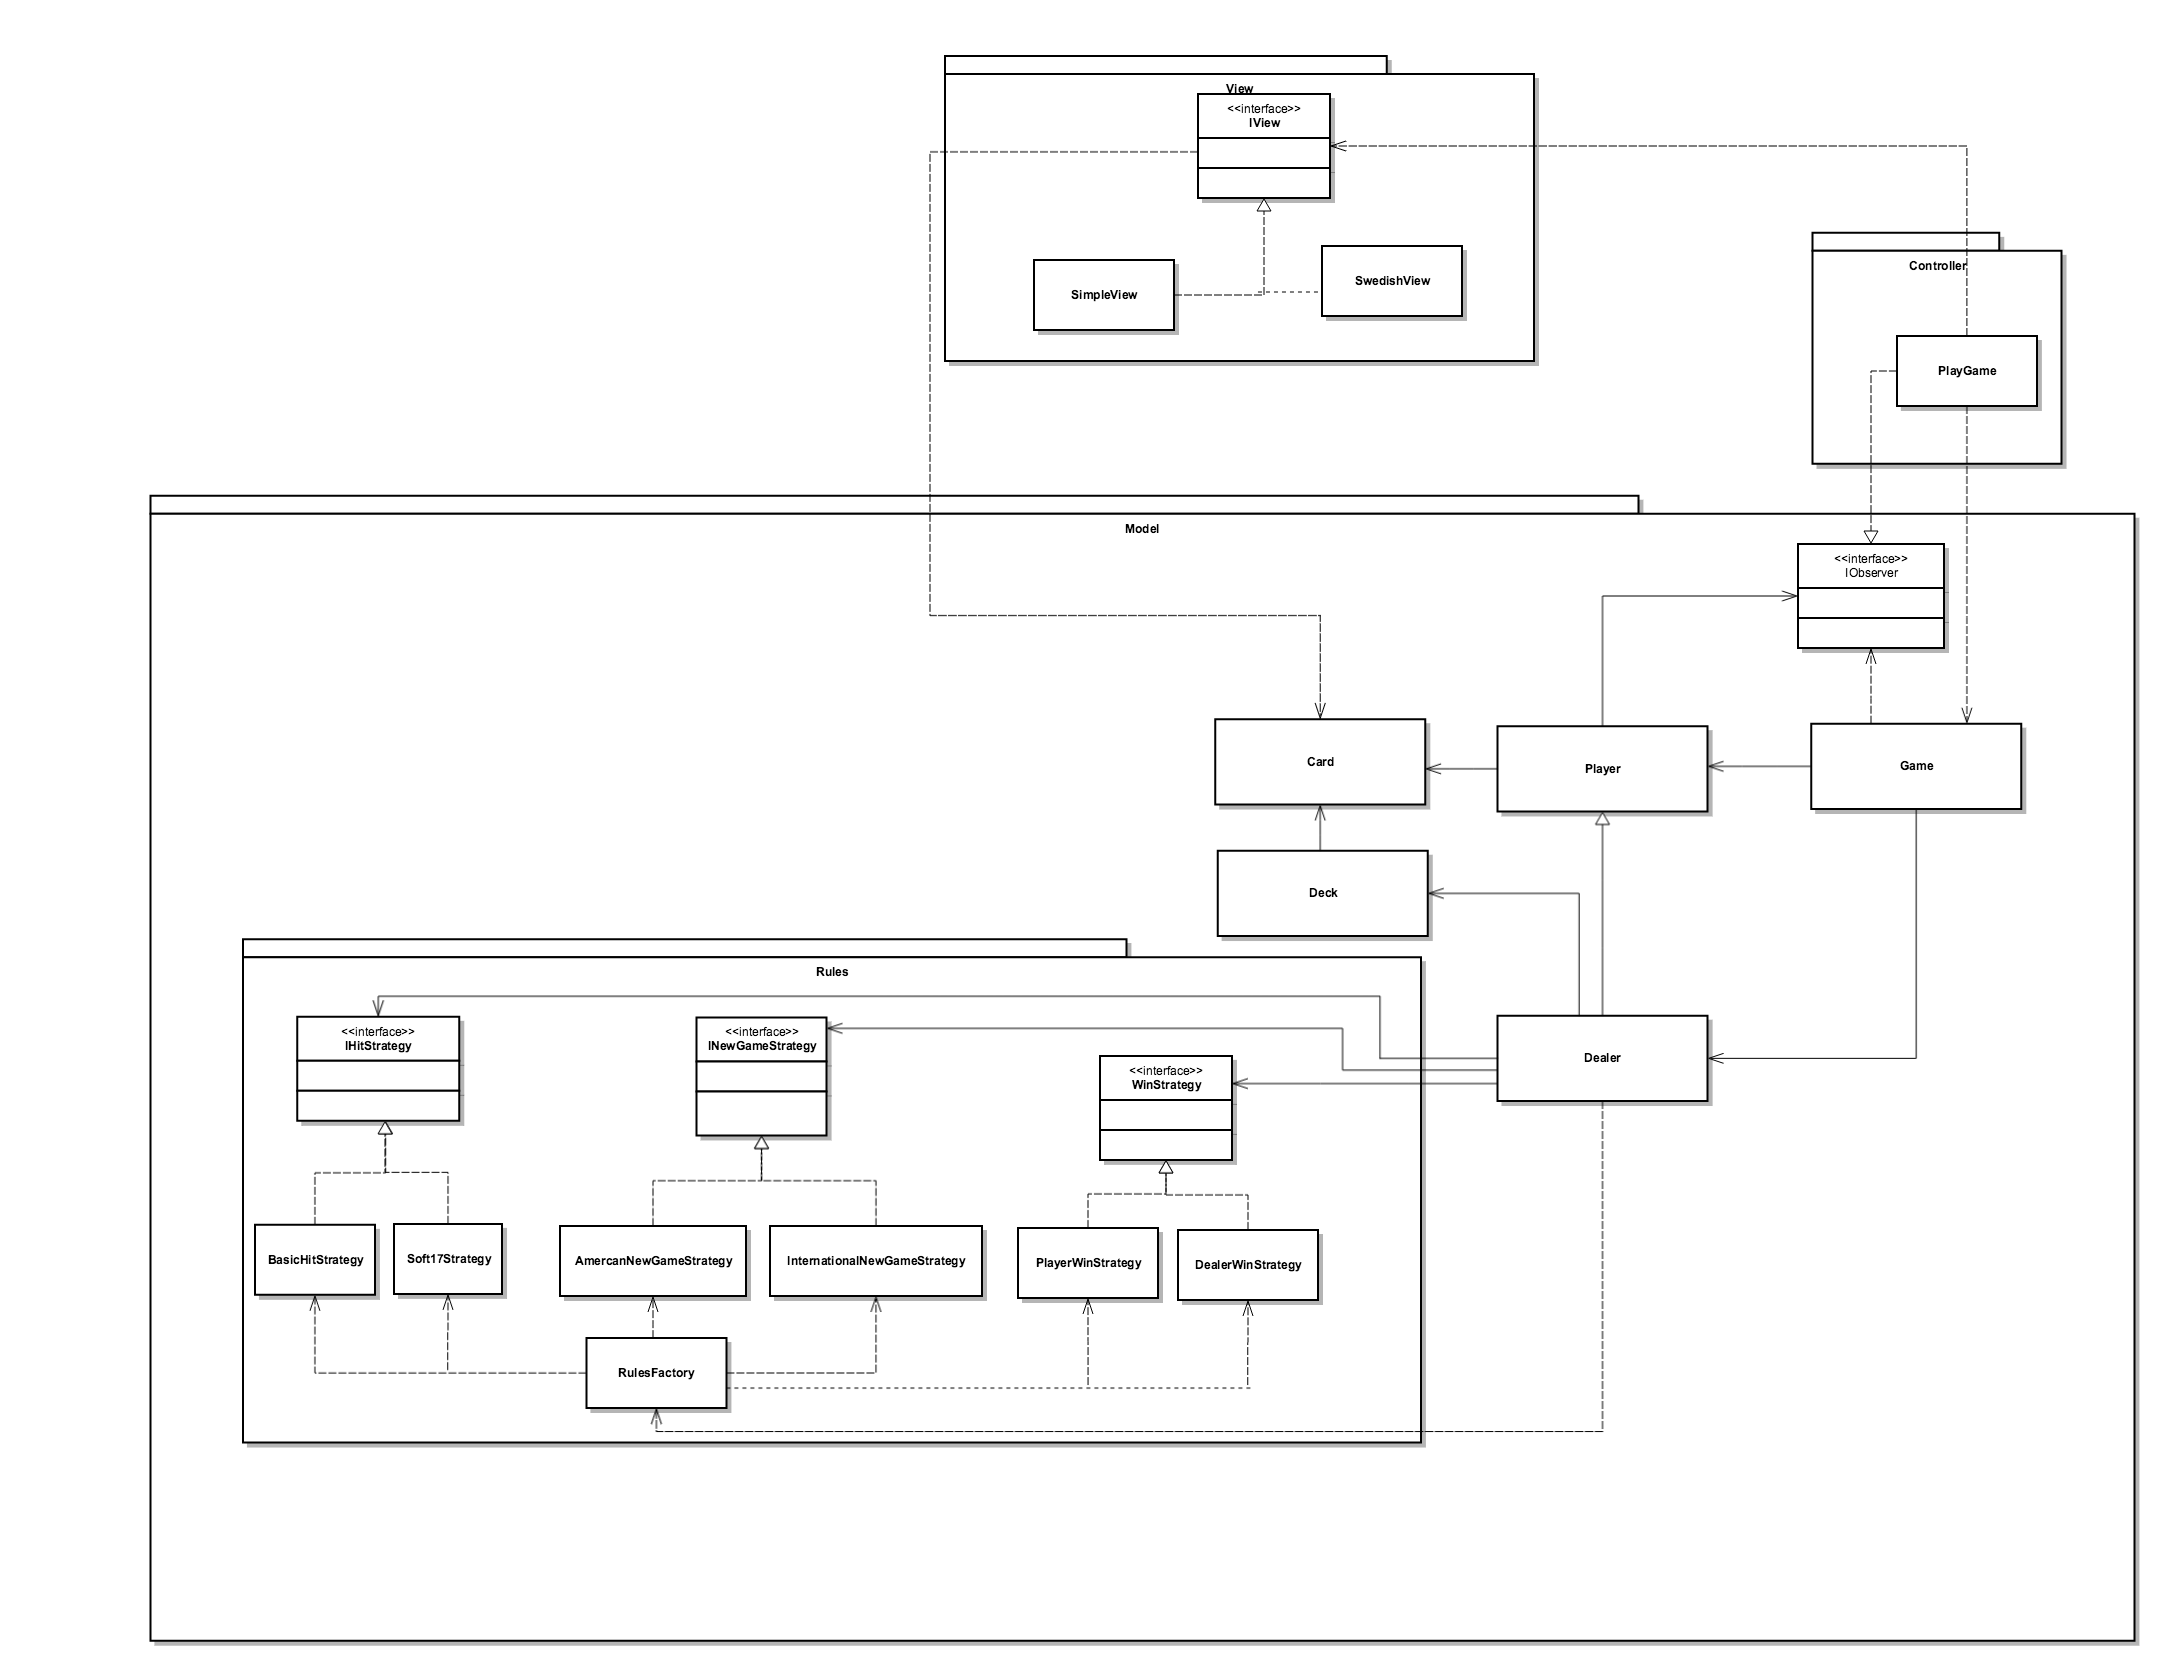 View
<<interface>>
IView
SimpleView
SwedishView
Controller
PlayGame
Model
<<interface>>
IObserver
Card
Player
Game
Deck
Rules
<<interface>>
IHitStrategy
<<interface>>
INewGameStrategy
<<interface>>
WinStrategy
Dealer
BasicHitStrategy
Soft17Strategy
AmercanNewGameStrategy
InternationalNewGameStrategy
PlayerWinStrategy
DealerWinStrategy
RulesFactory